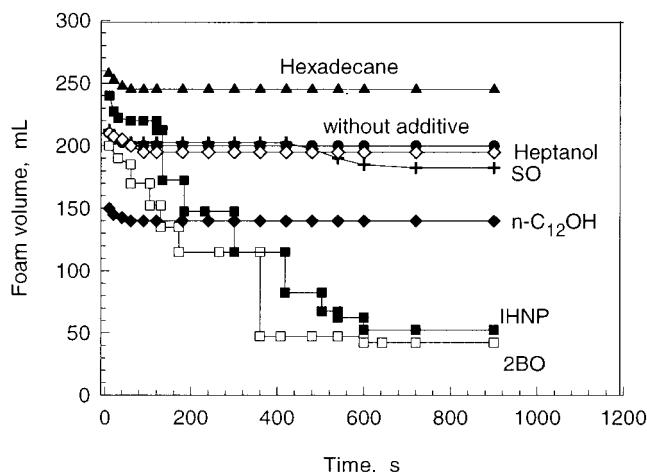 300
250
200
150
100
50
0
Foam volume, mL
Hexadecane
without additive
Heptanol
SO
n-C₁₂OH
IHNP
2BO
0 200 400 600 800 1000 1200
Time, s